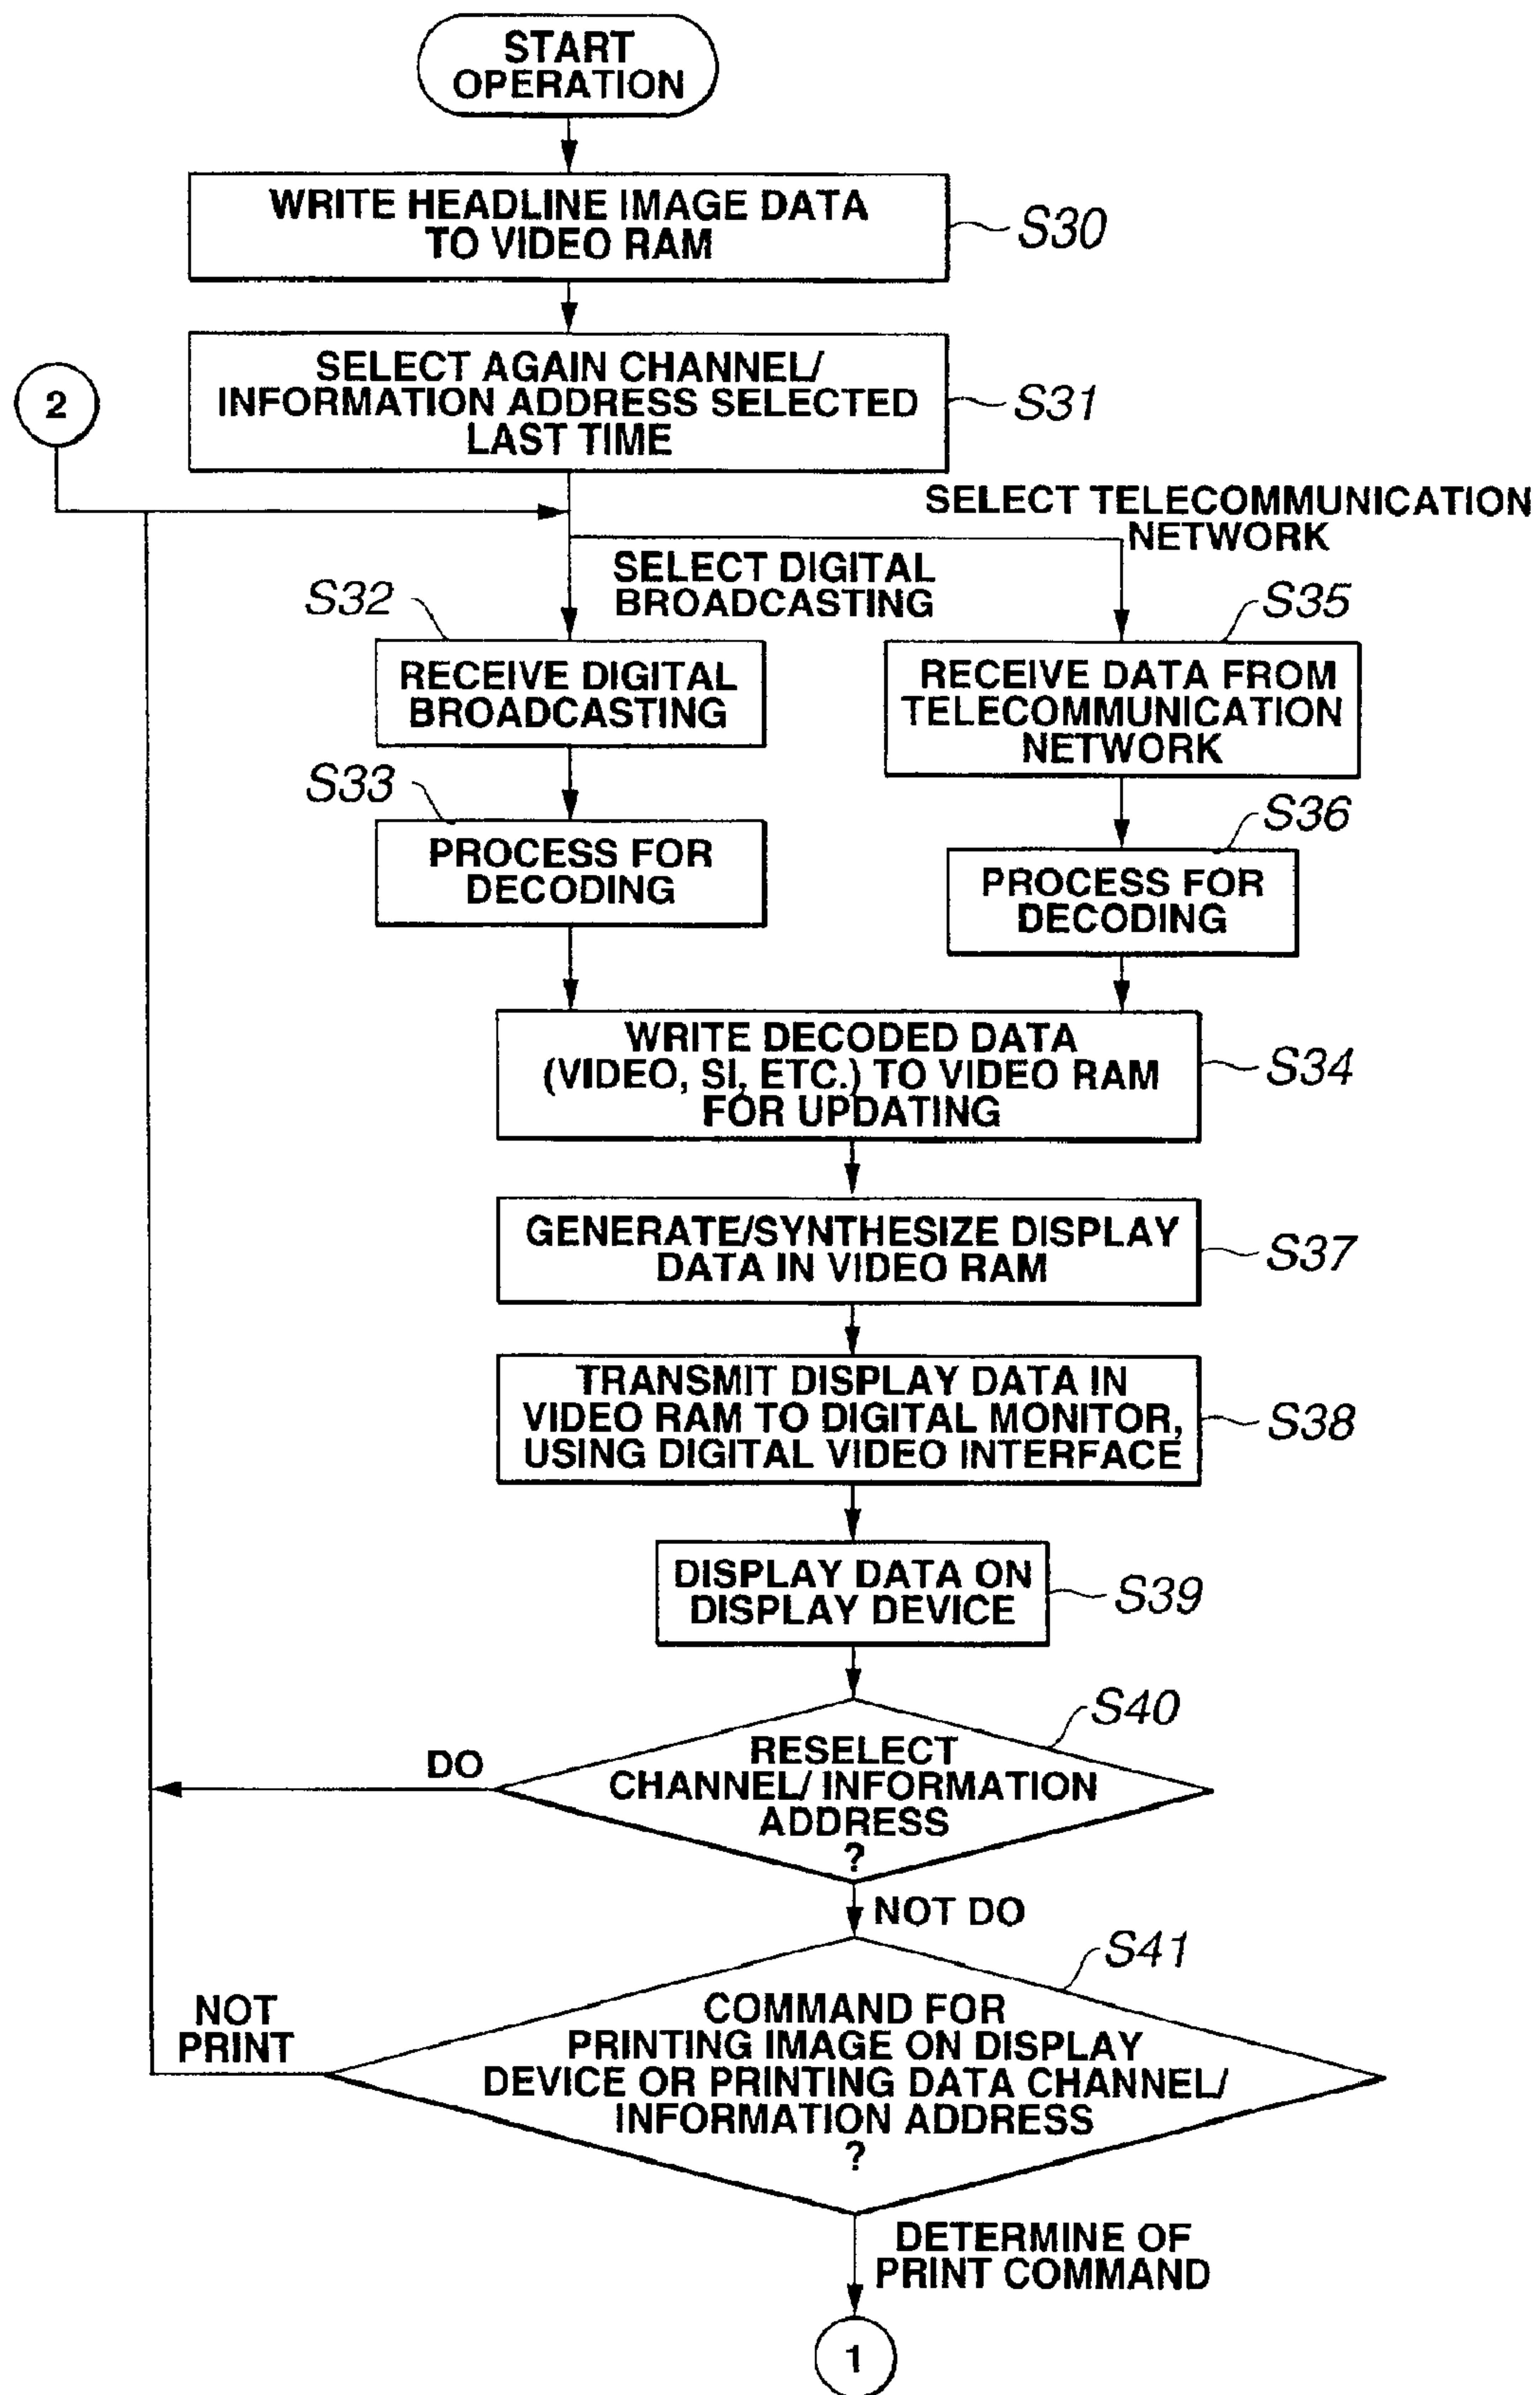 START
OPERATION
WRITE HEADLINE IMAGE DATA
TO VIDEO RAM
S30
SELECT AGAIN CHANNEL/
INFORMATION ADDRESS SELECTED
LAST TIME
S31
2
SELECT TELECOMMUNICATION
NETWORK
SELECT DIGITAL
BROADCASTING
S32
RECEIVE DIGITAL
BROADCASTING
S35
RECEIVE DATA FROM
TELECOMMUNICATION
NETWORK
S33
PROCESS FOR
DECODING
S36
PROCESS FOR
DECODING
WRITE DECODED DATA
(VIDEO, SI, ETC.) TO VIDEO RAM
FOR UPDATING
S34
GENERATE/SYNTHESIZE DISPLAY
DATA IN VIDEO RAM
S37
TRANSMIT DISPLAY DATA IN
VIDEO RAM TO DIGITAL MONITOR,
USING DIGITAL VIDEO INTERFACE
S38
DISPLAY DATA ON
DISPLAY DEVICE
S39
S40
RESELECT
CHANNEL/ INFORMATION
ADDRESS
?
DO
NOT DO
S41
COMMAND FOR
PRINTING IMAGE ON DISPLAY
DEVICE OR PRINTING DATA CHANNEL/
INFORMATION ADDRESS
?
NOT
PRINT
DETERMINE OF
PRINT COMMAND
1